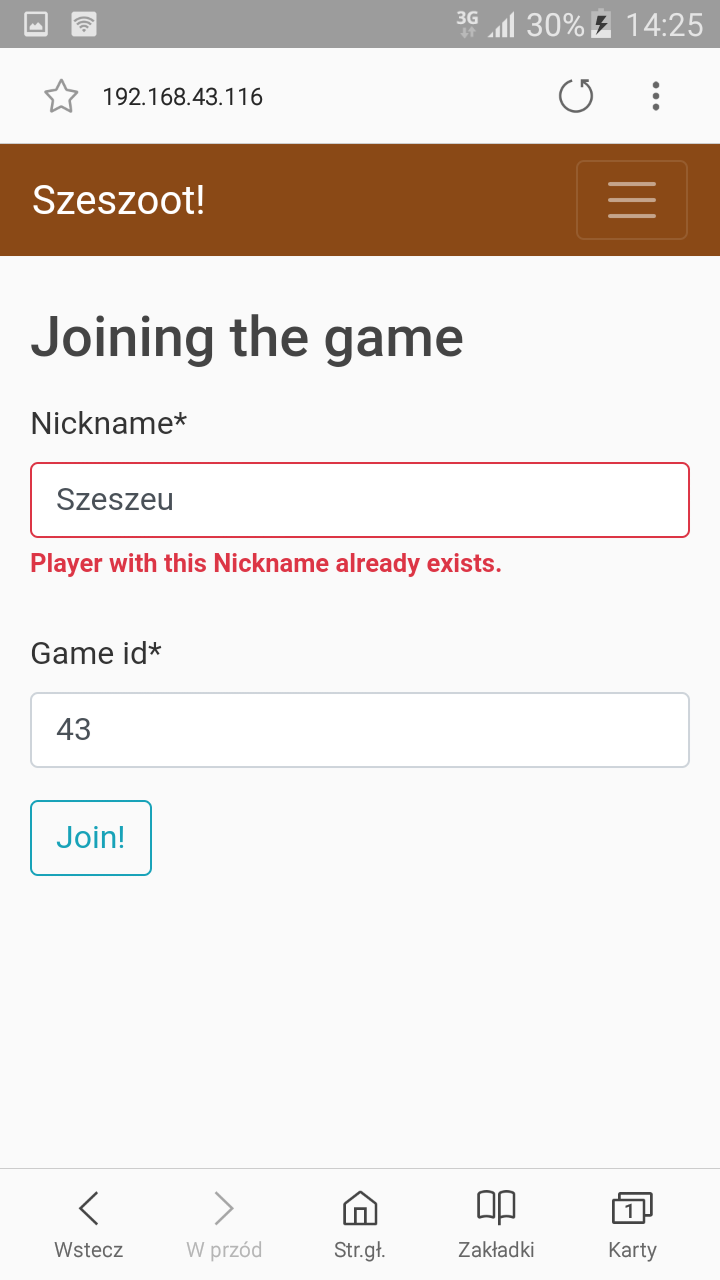 3G 30% 14:25
192.168.43.116
Szeszoot!
Joining the game
Nickname*
Szeszeu
Player with this Nickname already exists.
Game id*
43
Join!
1
Wstecz W przód Str.gł. Zakładki Karty